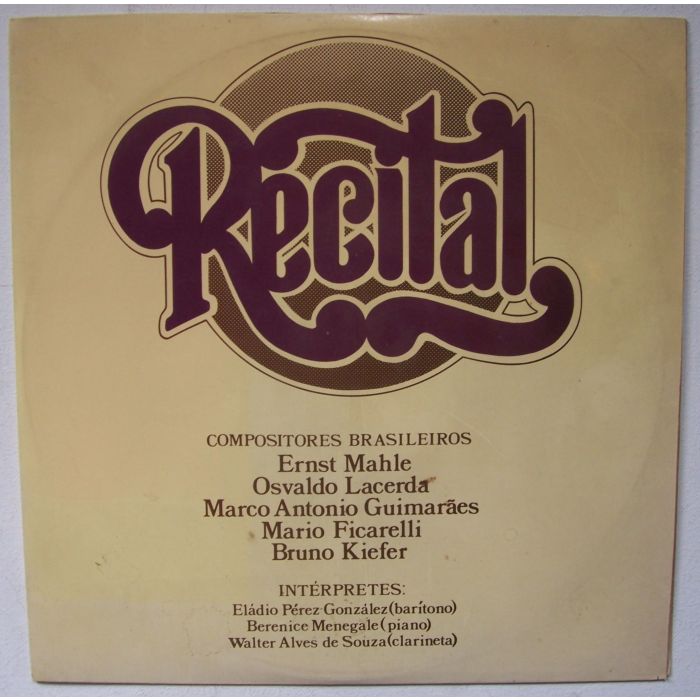 Recital
COMPOSITORES BRASILEIROS
Ernst Mahle
Osvaldo Lacerda
Marco Antonio Guimarães
Mario Ficarelli
Bruno Kiefer
INTÉRPRETES:
Eládio Pérez González(barítono)
Berenice Menegale(piano)
Walter Alves de Souza(clarineta)